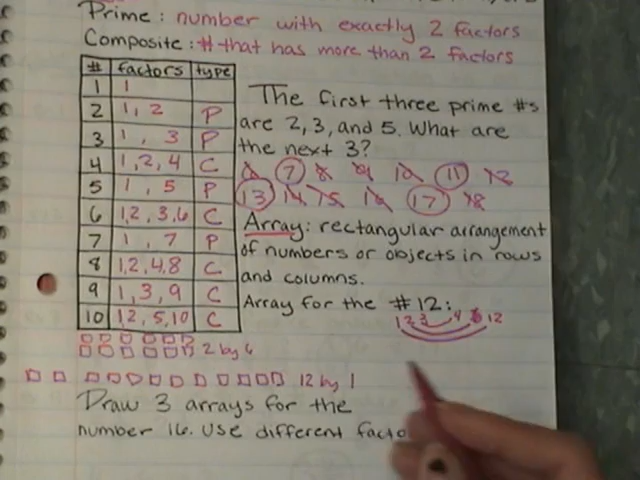 Prime: number with exactly 2 factors
Composite: # that has more than 2 factors
# factors type
1 1
2 1, 2 P
3 1, 3 P
4 1, 2, 4 C
5 1, 5 P
6 1,2,3,6 C
7 1, 7 P
8 1,2,4,8 C
9 1,3,9 C
10 1 2, 5,10 C
The first three prime #s
are 2, 3, and 5. What are
the next 3?
6 7 8 9 10 11 12
13 14 15 16 17 18
Array: rectangular arrangement
of numbers or objects in rows
and columns.
Array for the #12:
1 2 3 4 6 12
2 by 6
12 by 1
Draw 3 arrays for the
number 16. Use different facto